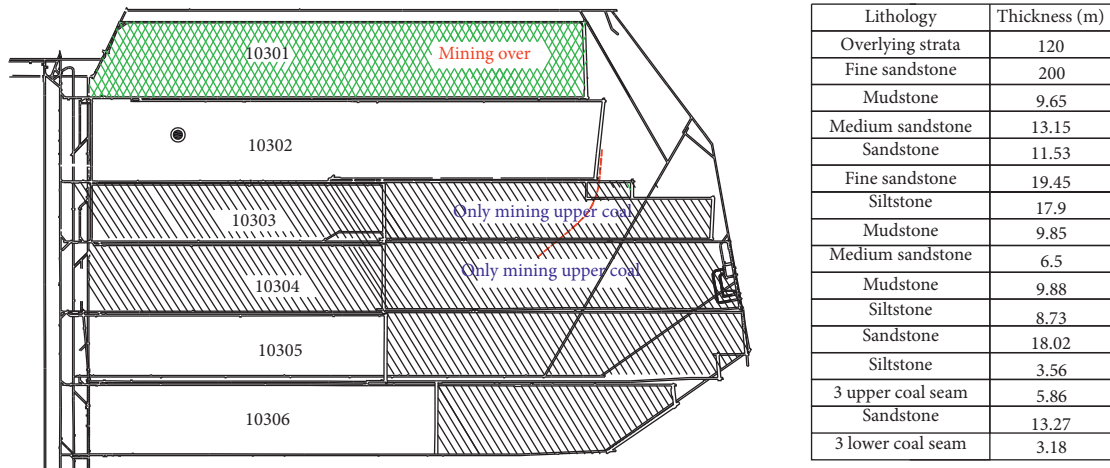 10301
Mining over
10302
10303
Only mining upper coal
10304
Only mining upper coal
10305
10306
Lithology Thickness (m)
Overlying strata 120
Fine sandstone 200
Mudstone 9.65
Medium sandstone 13.15
Sandstone 11.53
Fine sandstone 19.45
Siltstone 17.9
Mudstone 9.85
Medium sandstone 6.5
Mudstone 9.88
Siltstone 8.73
Sandstone 18.02
Siltstone 3.56
3 upper coal seam 5.86
Sandstone 13.27
3 lower coal seam 3.18